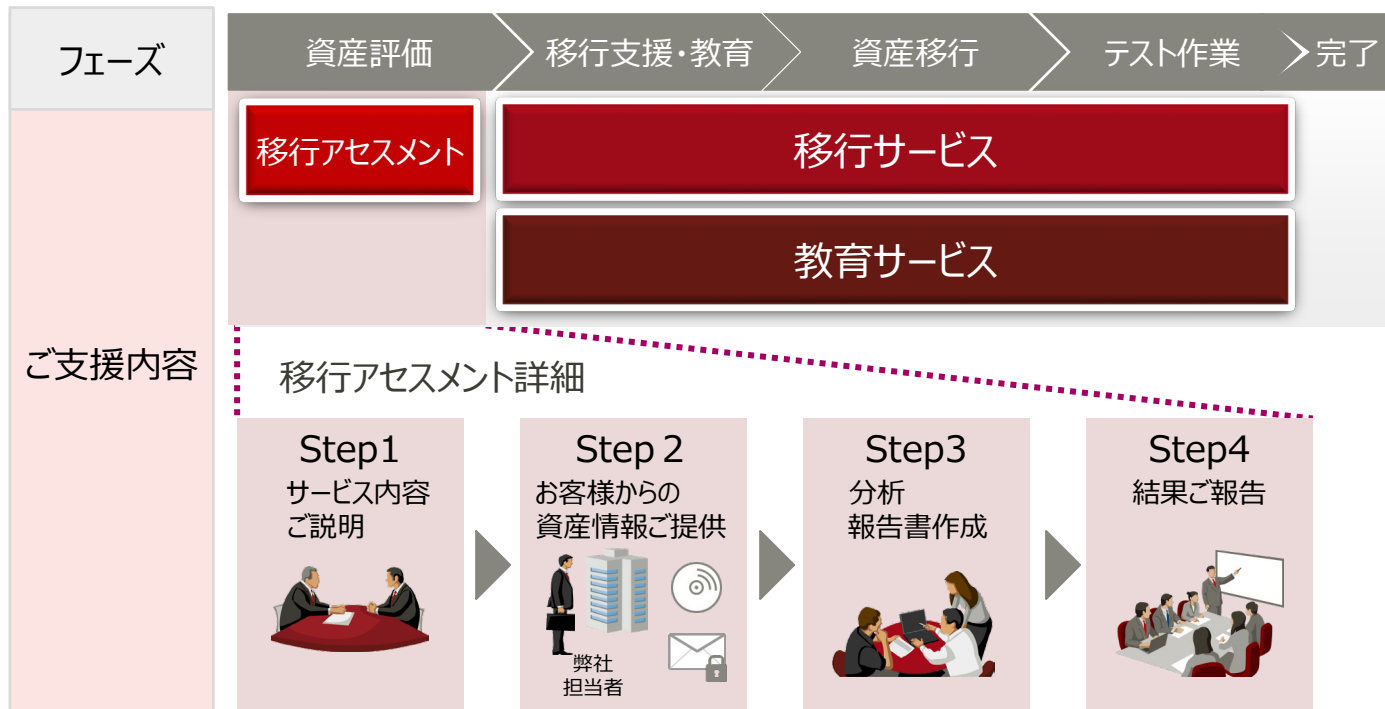 フェーズ
資産評価
移行支援・教育
資産移行
テスト作業
完了
ご支援内容
移行アセスメント
移行サービス
教育サービス
移行アセスメント詳細
Step1
サービス内容
ご説明
Step 2
お客様からの
資産情報ご提供
弊社
担当者
Step3
分析
報告書作成
Step4
結果ご報告